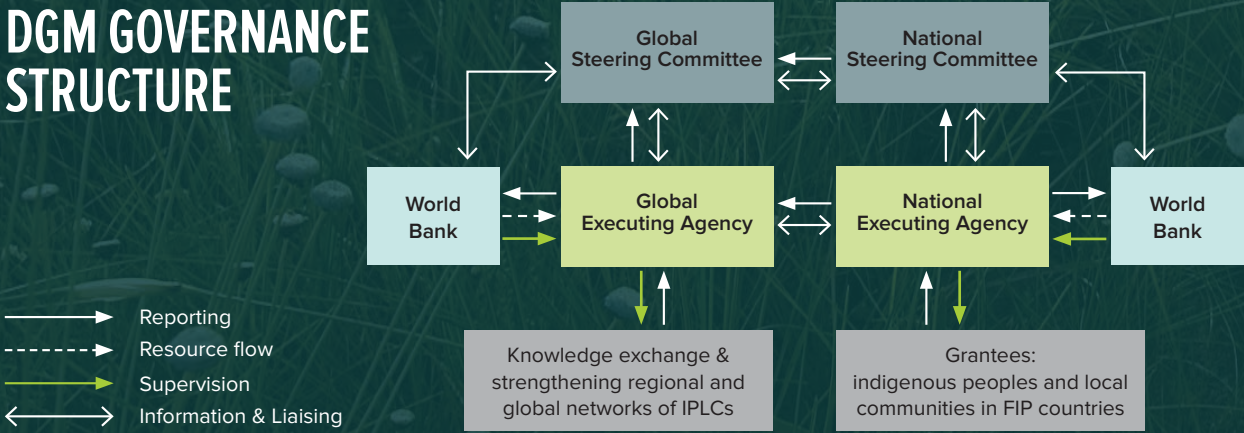 DGM GOVERNANCE
STRUCTURE
Global
Steering Committee
National
Steering Committee
World
Bank
Global
Executing Agency
National
Executing Agency
World
Bank
Reporting
Resource flow
Supervision
Information & Liaising
Knowledge exchange &
strengthening regional and
global networks of IPLCs
Grantees:
indigenous peoples and local
communities in FIP countries